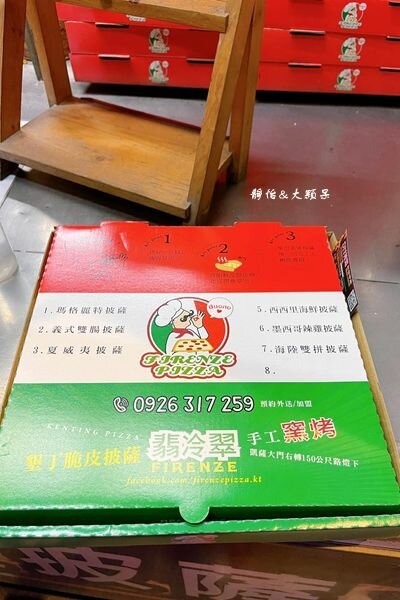 靜怡&大顆呆
1
2
3
buono
1.瑪格麗特披薩
2.義式雙腸披薩
3.夏威夷披薩
5.西西里海鮮披薩
6.墨西哥辣雞披薩
7.海陸雙拼披薩
8.
FIRENZE
PIZZA
0926 317 259 預約外送/加盟
KENTING PIZZA
墾丁脆皮披薩
翡冷翠
FIRENZE
手工窯烤
凱薩大門右轉150公尺路燈下
facebook.com/firenzepizza.kt
披薩